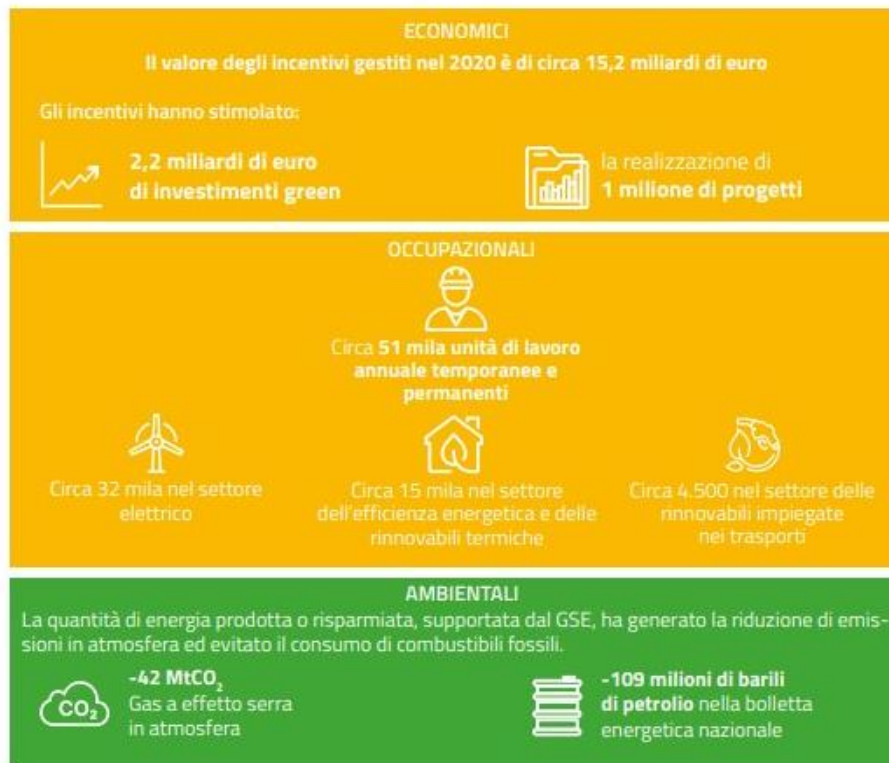 ECONOMICI
Il valore degli incentivi gestiti nel 2020 è di circa 15,2 miliardi di euro
Gli incentivi hanno stimolato:
2,2 miliardi di euro
di investimenti green
la realizzazione di
1 milione di progetti
OCCUPAZIONALI
Circa 51 mila unità di lavoro
annuale temporanee e
permanenti
Circa 32 mila nel settore
elettrico
Circa 15 mila nel settore
dell'efficienza energetica e delle
rinnovabili termiche
Circa 4.500 nel settore delle
rinnovabili impiegate
nei trasporti
AMBIENTALI
La quantità di energia prodotta o risparmiata, supportata dal GSE, ha generato la riduzione di emis-
sioni in atmosfera ed evitato il consumo di combustibili fossili.
CO₂
-42 MtCO₂
Gas a effetto serra
in atmosfera
-109 milioni di barili
di petrolio nella bolletta
energetica nazionale